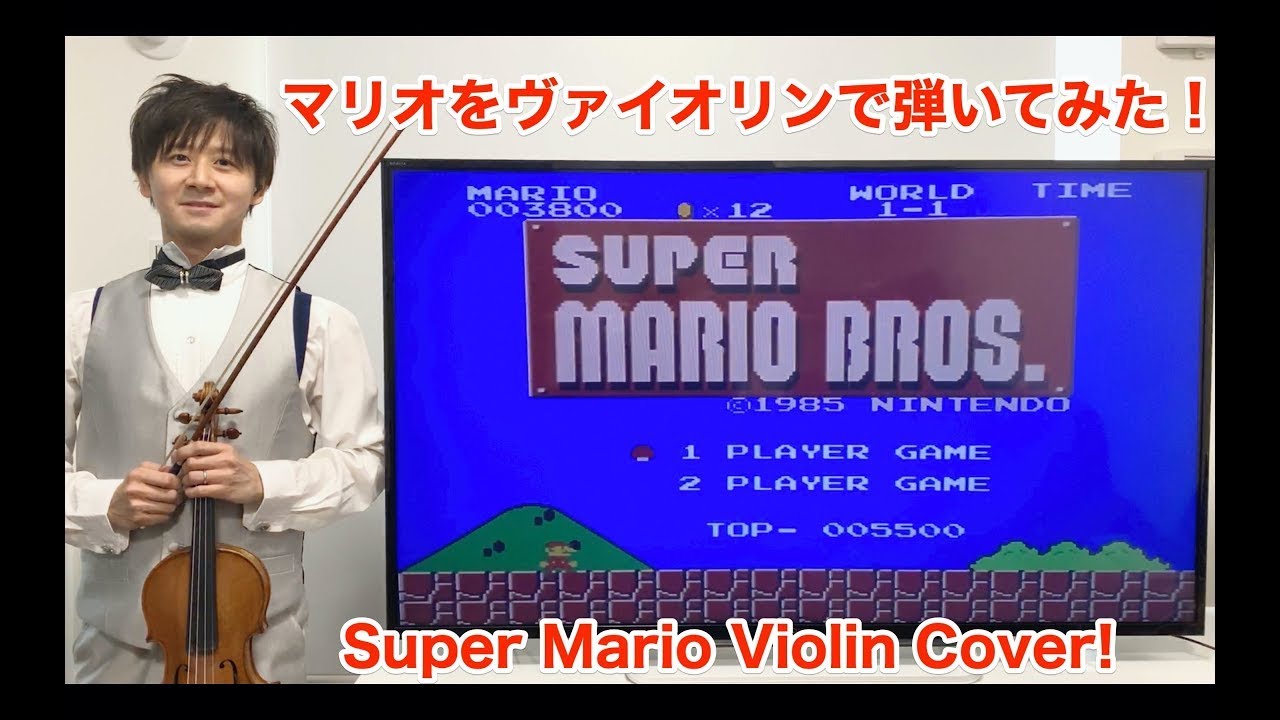 マリオをヴァイオリンで弾いてみた！
MARIO WORLD TIME
003800 ×12 1-1
SUPER
MARIO BROS.
©1985 NINTENDO
1 PLAYER GAME
2 PLAYER GAME
TOP- 005500
Super Mario Violin Cover!